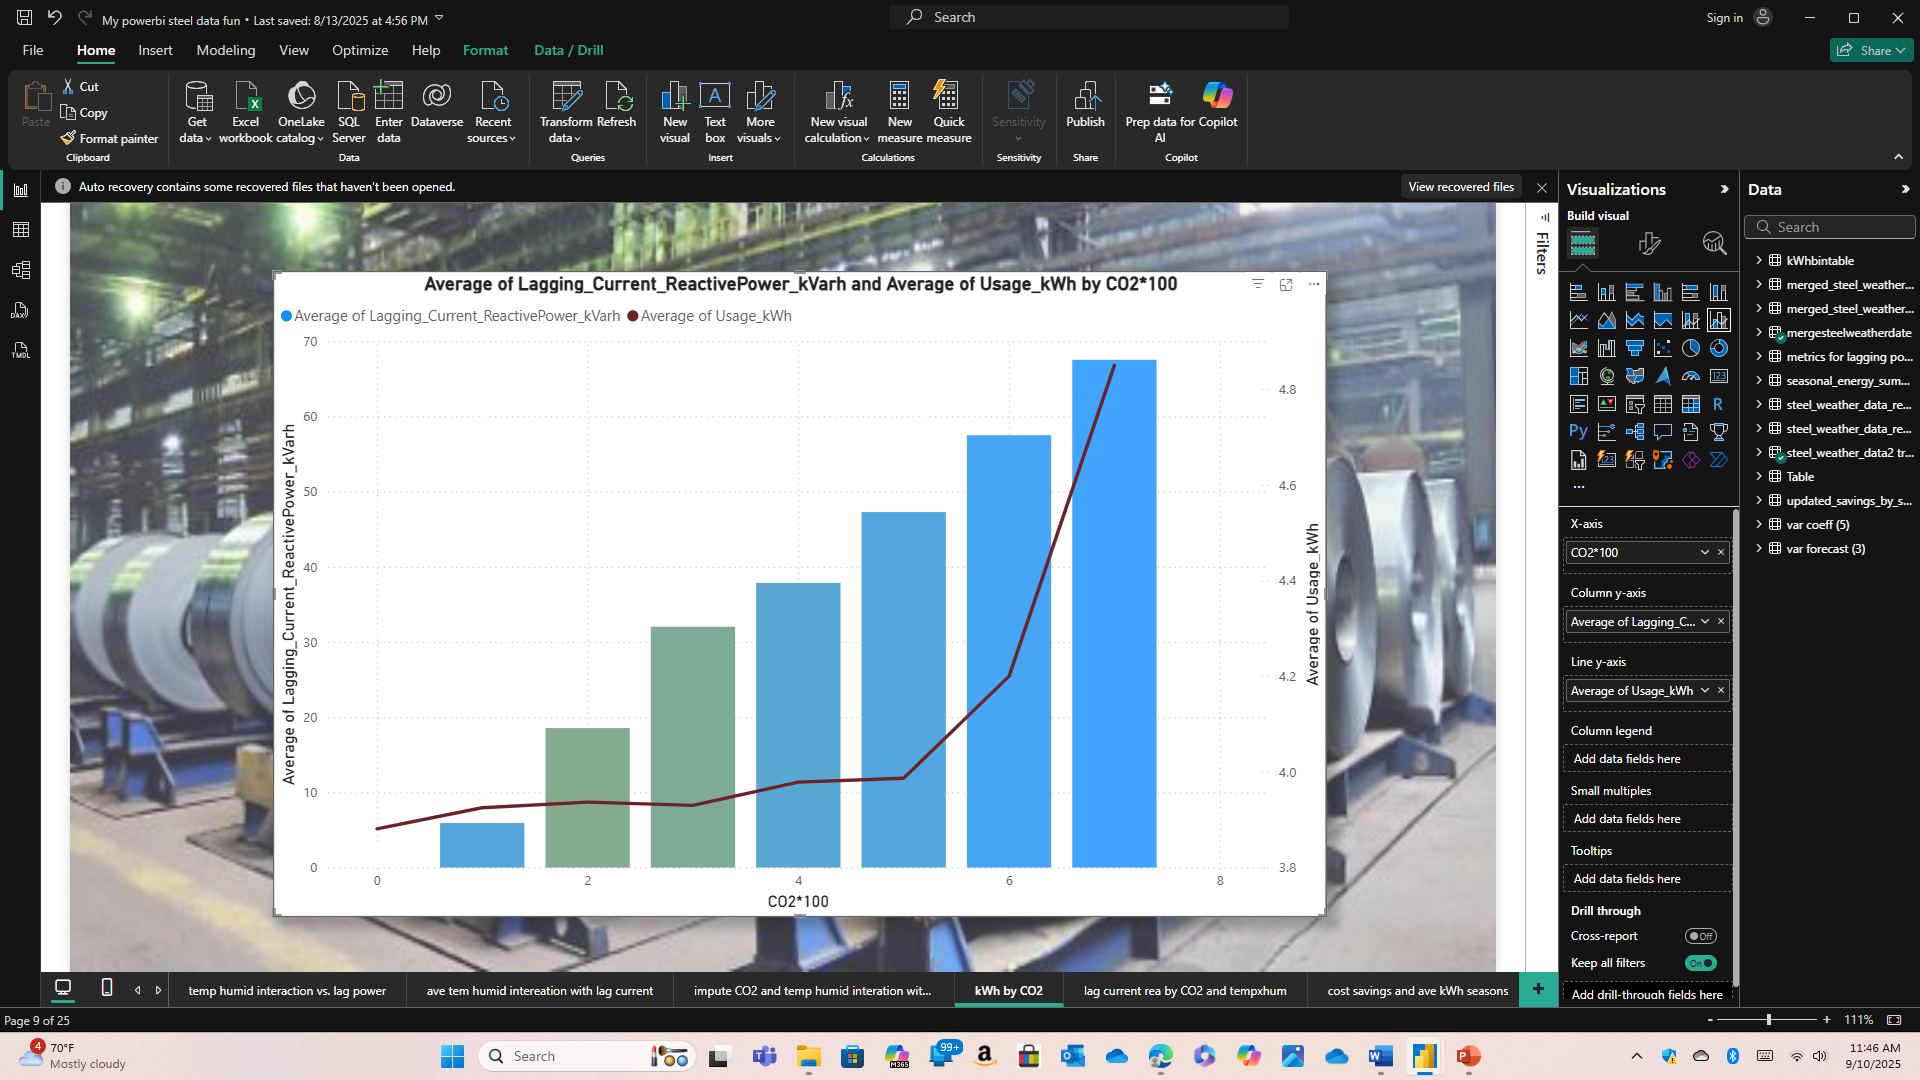 My powerbi steel data fun • Last saved: 8/13/2025 at 4:56 PM
Search
Sign in
File Home Insert Modeling View Optimize Help Format Data / Drill
Share
Paste
Cut
Copy
Format painter
Clipboard
Get data
Excel workbook
OneLake catalog
SQL Server
Enter data
Dataverse
Recent sources
Data
Transform data
Refresh
Queries
New visual
Text box
More visuals
Insert
New visual calculation
New measure
Quick measure
Calculations
Sensitivity
Sensitivity
Publish
Share
Prep data for AI
Copilot
Copilot
Auto recovery contains some recovered files that haven't been opened.
View recovered files
Average of Lagging_Current_ReactivePower_kVarh and Average of Usage_kWh by CO2*100
Average of Lagging_Current_ReactivePower_kVarh Average of Usage_kWh
Average of Lagging_Current_ReactivePower_kVarh
70
60
50
40
30
20
10
0
4.8
4.6
4.4
4.2
4.0
3.8
Average of Usage_kWh
0 2 4 6 8
CO2*100
Filters
Visualizations
Build visual
123
R
Py
123
X-axis
CO2*100
Column y-axis
Average of Lagging_C...
Line y-axis
Average of Usage_kWh
Column legend
Add data fields here
Small multiples
Add data fields here
Tooltips
Add data fields here
Drill through
Cross-report
Off
Keep all filters
On
Add drill-through fields here
Data
Search
kWhbintable
merged_steel_weather...
merged_steel_weather...
mergesteelweatherdate
metrics for lagging po...
seasonal_energy_sum...
steel_weather_data_re...
steel_weather_data_re...
steel_weather_data2 tr...
Table
updated_savings_by_s...
var coeff (5)
var forecast (3)
DAX
TMDL
temp humid interaction vs. lag power
ave tem humid intereation with lag current
impute CO2 and temp humid interation wit...
kWh by CO2
lag current rea by CO2 and tempxhum
cost savings and ave kWh seasons
Page 9 of 25
- + 111%
4
70°F
Mostly cloudy
Search
M365
99+
11:46 AM
9/10/2025